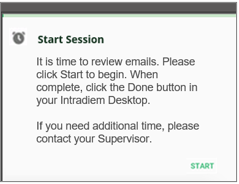 Start Session
It is time to review emails. Please
click Start to begin. When
complete, click the Done button in
your Intradiem Desktop.
If you need additional time, please
contact your Supervisor.
START